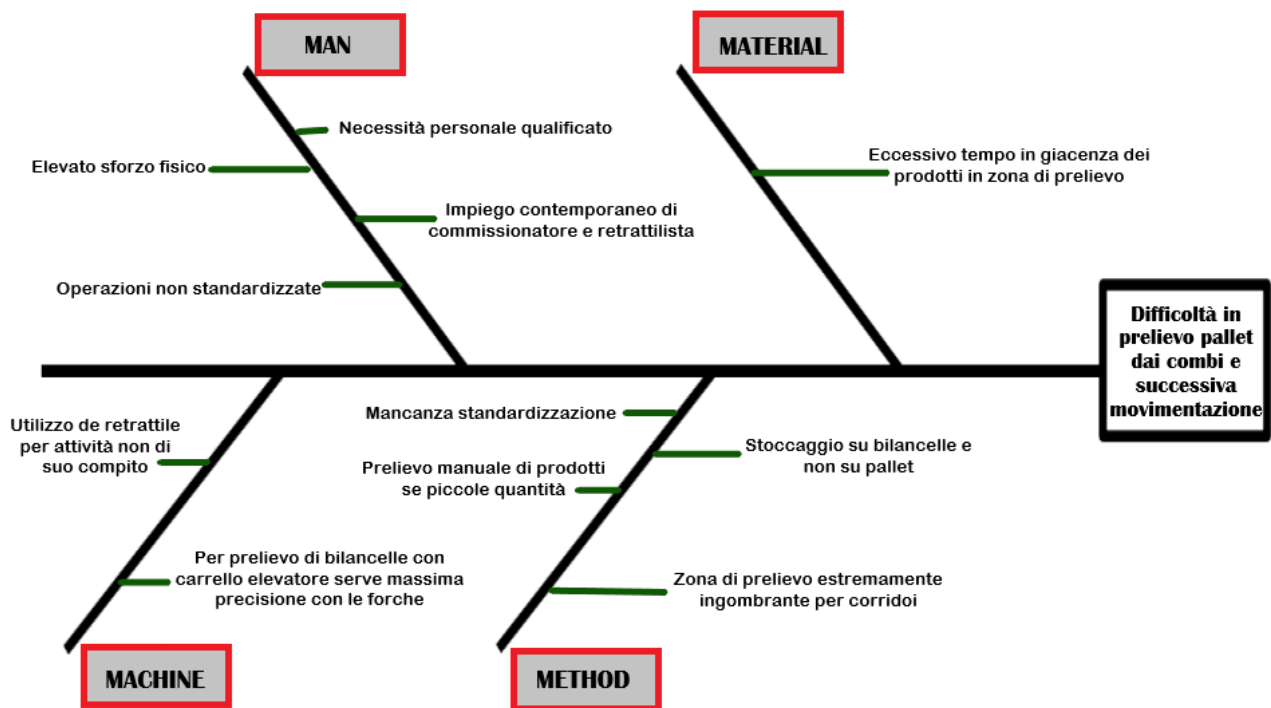 MAN
MATERIAL
Necessità personale qualificato
Elevato sforzo fisico
Impiego contemporaneo di
commissionatore e retrattilista
Operazioni non standardizzate
Eccessivo tempo in giacenza dei
prodotti in zona di prelievo
Difficoltà in
prelievo pallet
dai combi e
successiva
movimentazione
Utilizzo de retrattile
per attività non di
suo compito
Per prelievo di bilancelle con
carrello elevatore serve massima
precisione con le forche
Mancanza standardizzazione
Stoccaggio su bilancelle e
non su pallet
Prelievo manuale di prodotti
se piccole quantità
Zona di prelievo estremamente
ingombrante per corridoi
MACHINE
METHOD